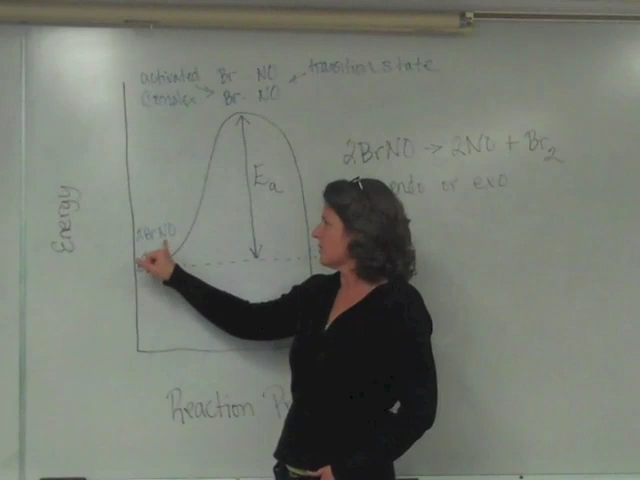 activated Br NO transition state
Complex Br NO
2BrNO → 2NO + Br₂
endo or exo
Eₐ
2BrNO
Energy
Reaction